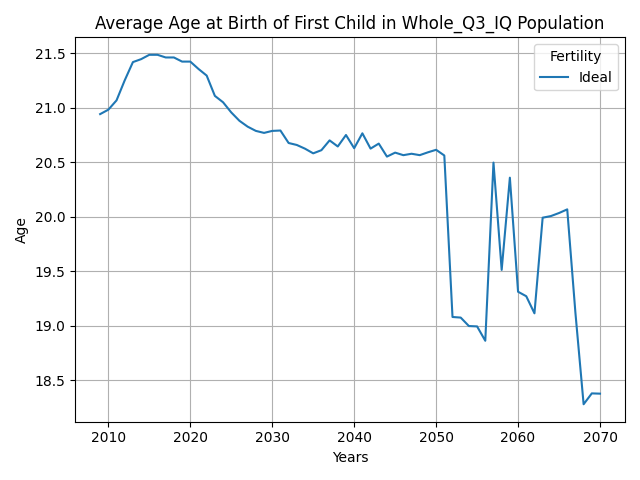 Average Age at Birth of First Child in Whole_Q3_IQ Population
Fertility
Ideal
Age
21.5
21.0
20.5
20.0
19.5
19.0
18.5
2010 2020 2030 2040 2050 2060 2070
Years